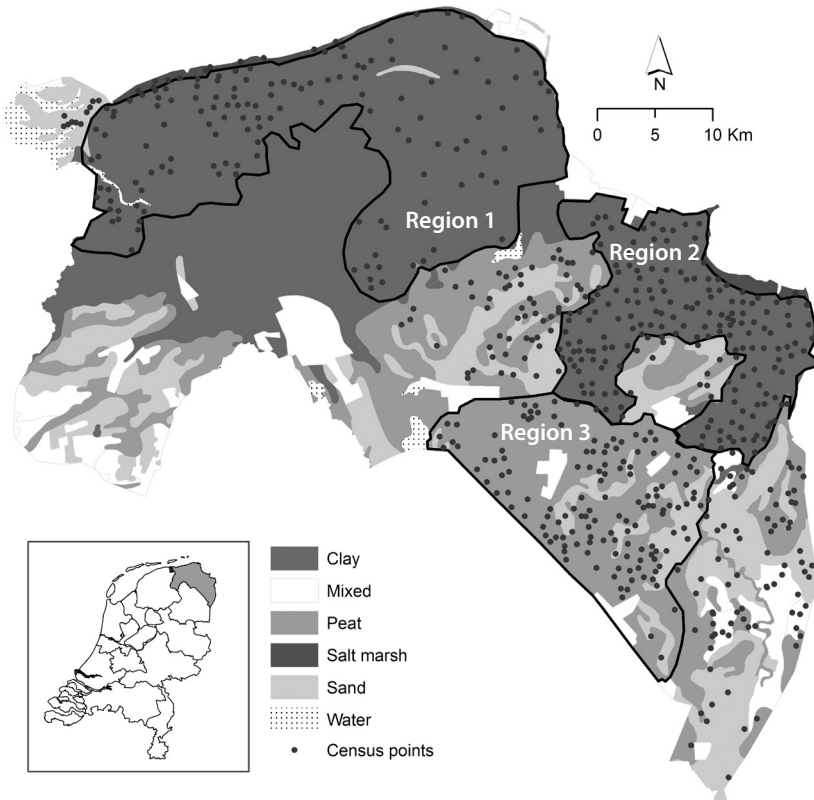 N
0 5 10 Km
Region 1
Region 2
Region 3
Clay
Mixed
Peat
Salt marsh
Sand
Water
Census points